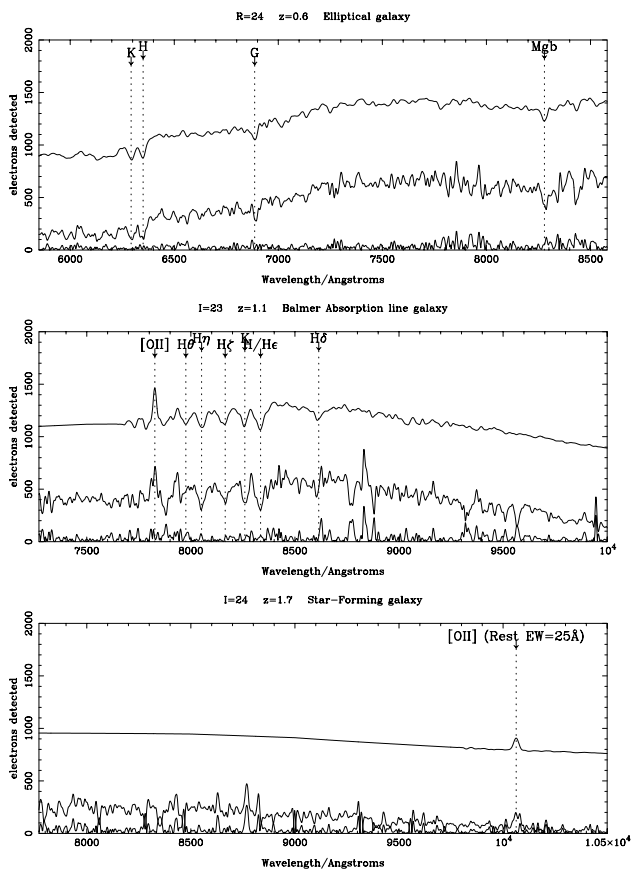 R=24 z=0.6 Elliptical galaxy
K H G Mgb
2000
1500
1000
500
0
electrons detected
6000 6500 7000 7500 8000 8500
Wavelength/Angstroms
I=23 z=1.1 Balmer Absorption line galaxy
[OII] Hθ Hη Hζ K H/Hε Hδ
2000
1500
1000
500
0
electrons detected
7500 8000 8500 9000 9500 10⁴
Wavelength/Angstroms
I=24 z=1.7 Star-Forming galaxy
[OII] (Rest EW=25Å)
2000
1500
1000
500
0
electrons detected
8000 8500 9000 9500 10⁴ 1.05×10⁴
Wavelength/Angstroms